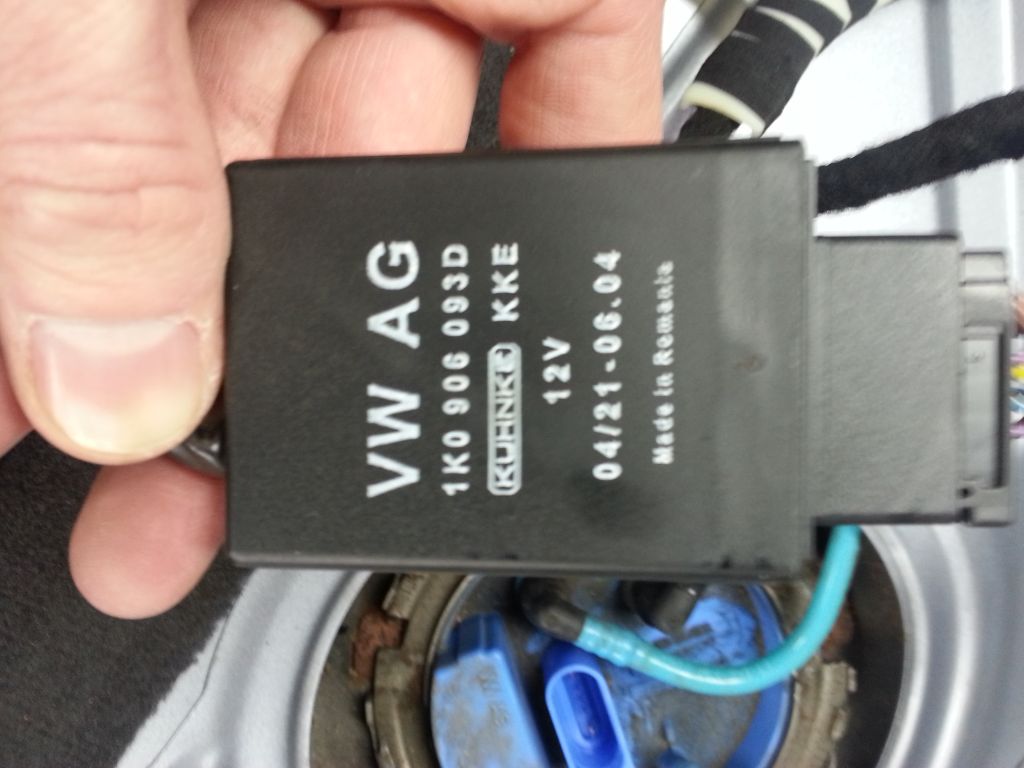 VW AG
1K0 906 093D
KUHNKE KKE
12V
04/21-06.04
Made in Romania